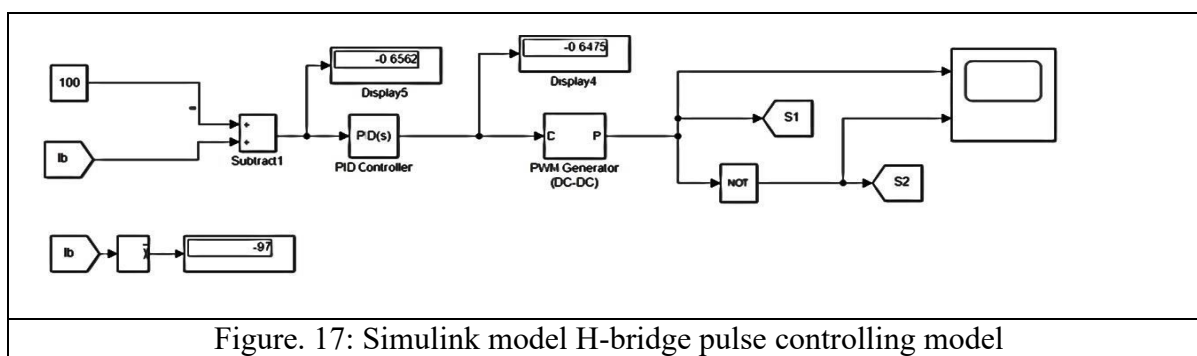 -0 6562
Display5
-0 6475
Display4
100
+
+
Subtract1
Ib
PID(s)
PID Controller
C P
PWM Generator
(DC-DC)
S1
NOT
S2
Ib
-97
Figure. 17: Simulink model H-bridge pulse controlling model